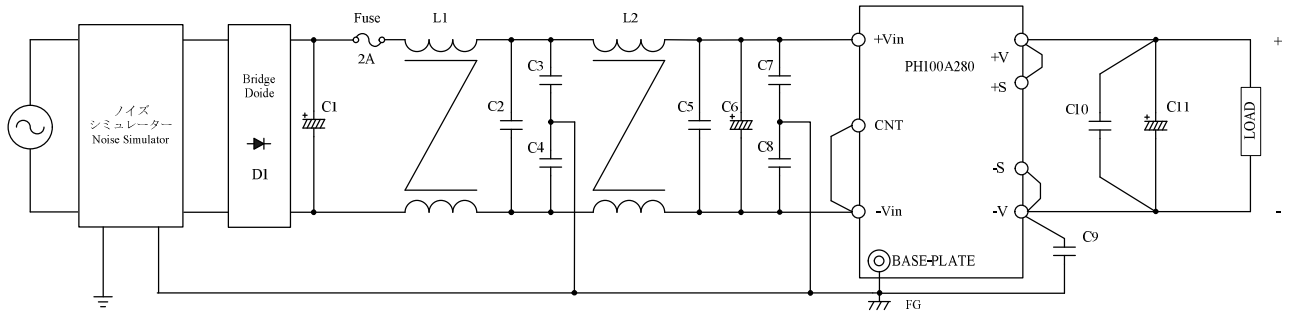 Fuse
2A
L1
L2
ノイズ
シミュレーター
Noise Simulator
Bridge
Doide
D1
+
C1
C2
C3
C4
C5
+
C6
C7
C8
+Vin
PH100A280
+V
+S
CNT
-S
-Vin
-V
BASE-PLATE
FG
C9
C10
+
C11
LOAD
+
-